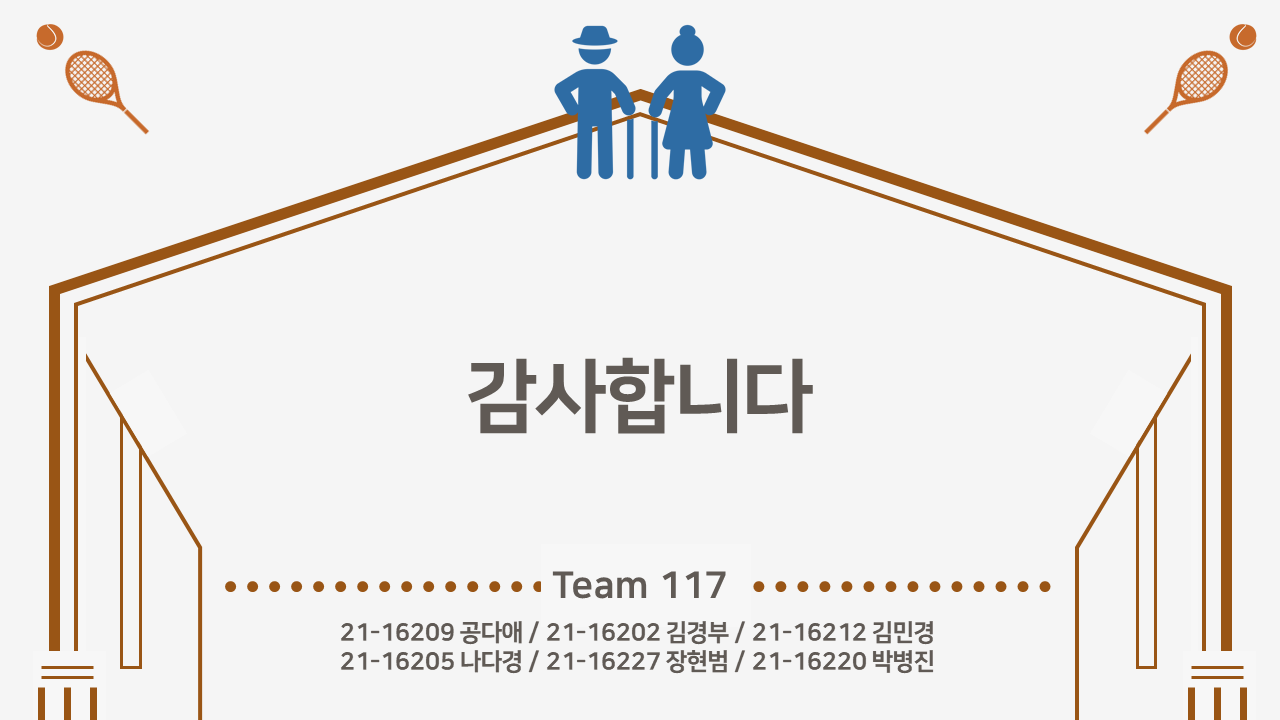 감사합니다
Team 117
21-16209 공다애 / 21-16202 김경부 / 21-16212 김민경
21-16205 나다경 / 21-16227 장현범 / 21-16220 박병진